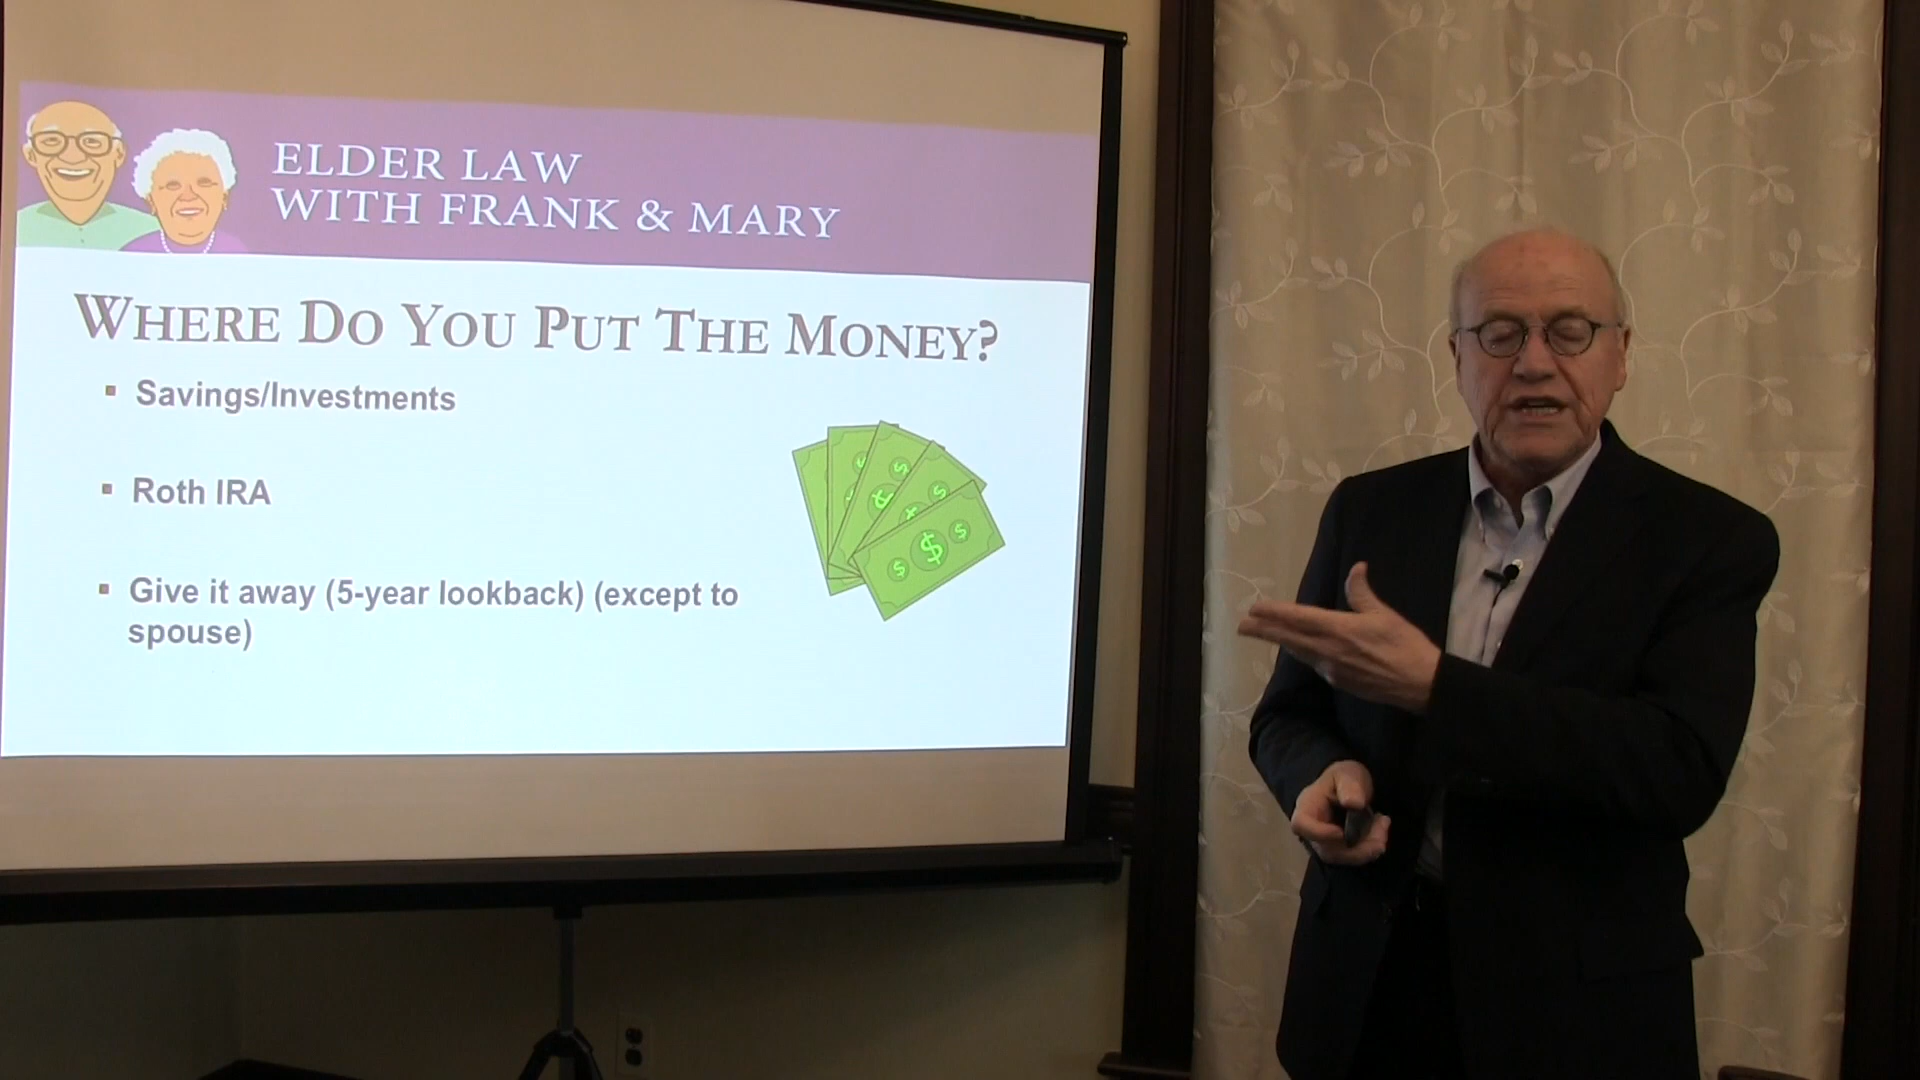 ELDER LAW
WITH FRANK & MARY
WHERE DO YOU PUT THE MONEY?
▪ Savings/Investments
▪ Roth IRA
▪ Give it away (5-year lookback) (except to
spouse)
$ $ $
$ $
$